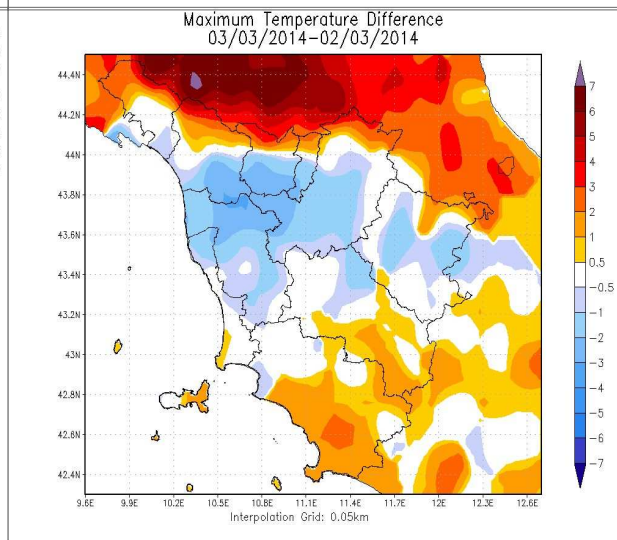 Maximum Temperature Difference
03/03/2014-02/03/2014
44.4N
44.2N
44N
43.8N
43.6N
43.4N
43.2N
43N
42.8N
42.6N
42.4N
9.6E 9.9E 10.2E 10.5E 10.8E 11.1E 11.4E 11.7E 12E 12.3E 12.6E
Interpolation Grid: 0.05km
7
6
5
4
3
2
1
0.5
-0.5
-1
-2
-3
-4
-5
-6
-7